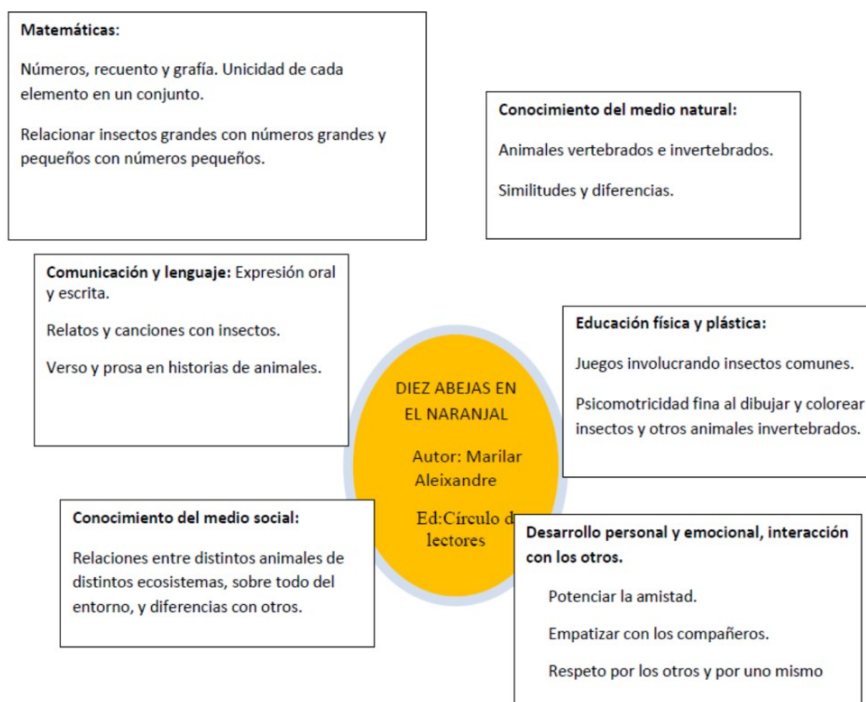 Matemáticas:
Números, recuento y grafía. Unicidad de cada
elemento en un conjunto.
Relacionar insectos grandes con números grandes y
pequeños con números pequeños.
Conocimiento del medio natural:
Animales vertebrados e invertebrados.
Similitudes y diferencias.
Comunicación y lenguaje: Expresión oral
y escrita.
Relatos y canciones con insectos.
Verso y prosa en historias de animales.
Educación física y plástica:
Juegos involucrando insectos comunes.
Psicomotricidad fina al dibujar y colorear
insectos y otros animales invertebrados.
DIEZ ABEJAS EN
EL NARANJAL
Autor: Marilar
Aleixandre
Ed:Círculo d
lectores
Conocimiento del medio social:
Relaciones entre distintos animales de
distintos ecosistemas, sobre todo del
entorno, y diferencias con otros.
Desarrollo personal y emocional, interacción
con los otros.
Potenciar la amistad.
Empatizar con los compañeros.
Respeto por los otros y por uno mismo